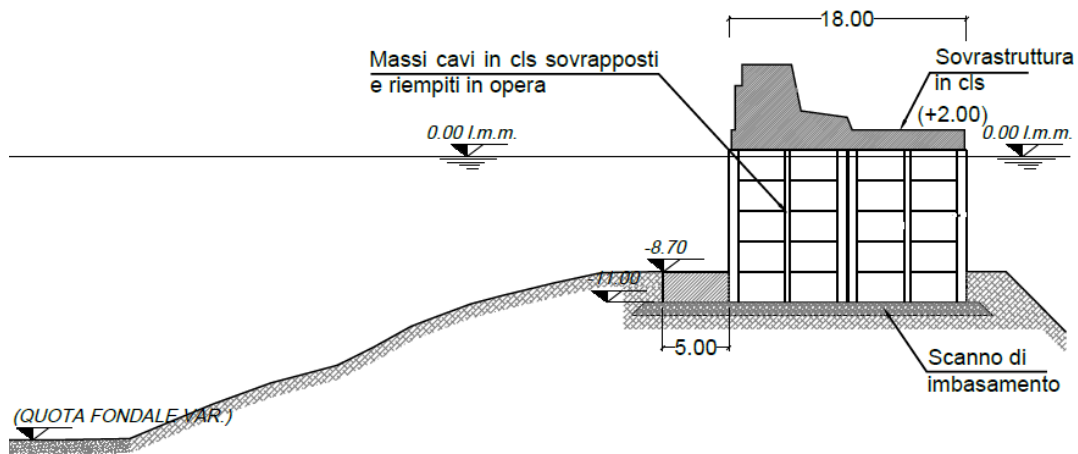 18.00
Massi cavi in cls sovrapposti
e riempiti in opera
Sovrastruttura
in cls
(+2.00)
0.00 l.m.m.
0.00 l.m.m.
-8.70
-11.00
5.00
Scanno di
imbasamento
(QUOTA FONDALE VAR.)